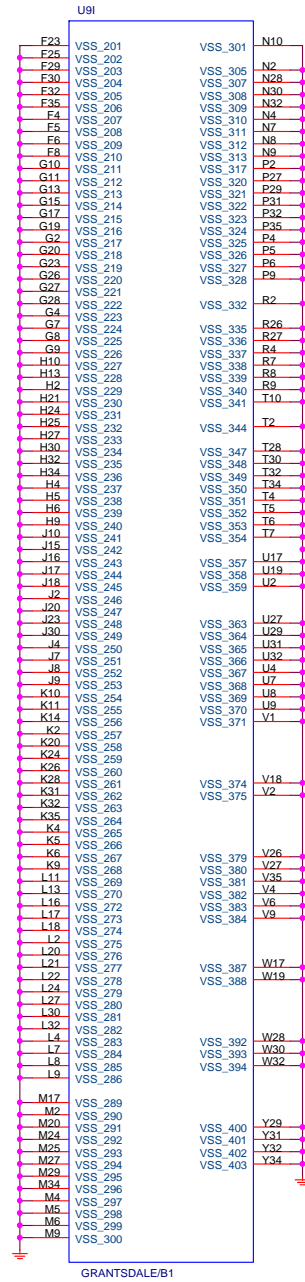 U9I
F23 VSS_201 VSS_301 N10
F25 VSS_202
F29 VSS_203 VSS_305 N2
F30 VSS_204 VSS_307 N28
F32 VSS_205 VSS_308 N30
F35 VSS_206 VSS_309 N32
F4 VSS_207 VSS_310 N4
F5 VSS_208 VSS_311 N7
F6 VSS_209 VSS_312 N8
F8 VSS_210 VSS_313 N9
G10 VSS_211 VSS_317 P2
G11 VSS_212 VSS_320 P27
G13 VSS_213 VSS_321 P29
G15 VSS_214 VSS_322 P31
G17 VSS_215 VSS_323 P32
G19 VSS_216 VSS_324 P35
G2 VSS_217 VSS_325 P4
G20 VSS_218 VSS_326 P5
G23 VSS_219 VSS_327 P6
G26 VSS_220 VSS_328 P9
G27 VSS_221
G28 VSS_222 VSS_332 R2
G4 VSS_223
G7 VSS_224 VSS_335 R26
G8 VSS_225 VSS_336 R27
G9 VSS_226 VSS_337 R4
H10 VSS_227 VSS_338 R7
H13 VSS_228 VSS_339 R8
H2 VSS_229 VSS_340 R9
H21 VSS_230 VSS_341 T10
H24 VSS_231
H25 VSS_232 VSS_344 T2
H27 VSS_233
H30 VSS_234 VSS_347 T28
H32 VSS_235 VSS_348 T30
H34 VSS_236 VSS_349 T32
H4 VSS_237 VSS_350 T34
H5 VSS_238 VSS_351 T4
H6 VSS_239 VSS_352 T5
H9 VSS_240 VSS_353 T6
J10 VSS_241 VSS_354 T7
J15 VSS_242
J16 VSS_243 VSS_357 U17
J17 VSS_244 VSS_358 U19
J18 VSS_245 VSS_359 U2
J2 VSS_246
J20 VSS_247
J23 VSS_248 VSS_363 U27
J30 VSS_249 VSS_364 U29
J4 VSS_250 VSS_365 U31
J7 VSS_251 VSS_366 U32
J8 VSS_252 VSS_367 U4
J9 VSS_253 VSS_368 U7
K10 VSS_254 VSS_369 U8
K11 VSS_255 VSS_370 U9
K14 VSS_256 VSS_371 V1
K2 VSS_257
K20 VSS_258
K24 VSS_259
K26 VSS_260
K28 VSS_261 VSS_374 V18
K31 VSS_262 VSS_375 V2
K32 VSS_263
K35 VSS_264
K4 VSS_265
K5 VSS_266
K6 VSS_267 VSS_379 V26
K9 VSS_268 VSS_380 V27
L11 VSS_269 VSS_381 V35
L13 VSS_270 VSS_382 V4
L16 VSS_272 VSS_383 V6
L17 VSS_273 VSS_384 V9
L18 VSS_274
L2 VSS_275
L20 VSS_276
L21 VSS_277 VSS_387 W17
L22 VSS_278 VSS_388 W19
L24 VSS_279
L27 VSS_280
L30 VSS_281
L32 VSS_282
L4 VSS_283 VSS_392 W28
L7 VSS_284 VSS_393 W30
L8 VSS_285 VSS_394 W32
L9 VSS_286
M17 VSS_289
M2 VSS_290
M20 VSS_291 VSS_400 Y29
M24 VSS_292 VSS_401 Y31
M25 VSS_293 VSS_402 Y32
M27 VSS_294 VSS_403 Y34
M29 VSS_295
M34 VSS_296
M4 VSS_297
M5 VSS_298
M6 VSS_299
M9 VSS_300
GRANTSDALE/B1